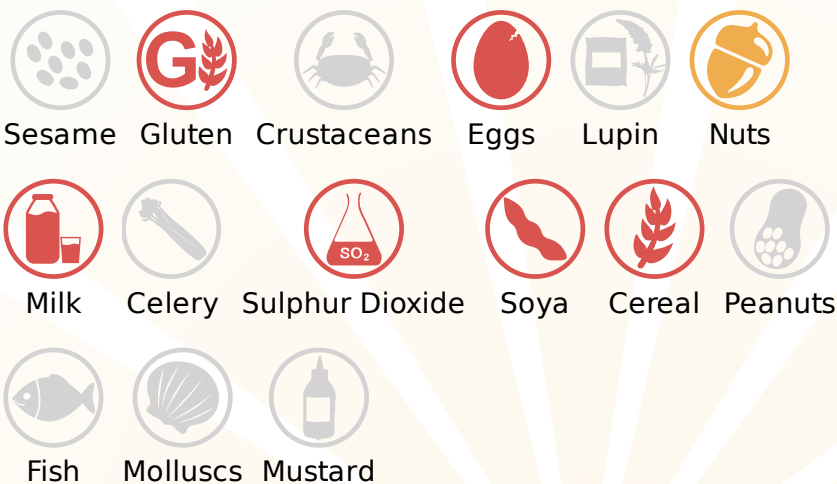 G
Sesame Gluten Crustaceans Eggs Lupin Nuts
SO₂
Milk Celery Sulphur Dioxide Soya Cereal Peanuts
Fish Molluscs Mustard